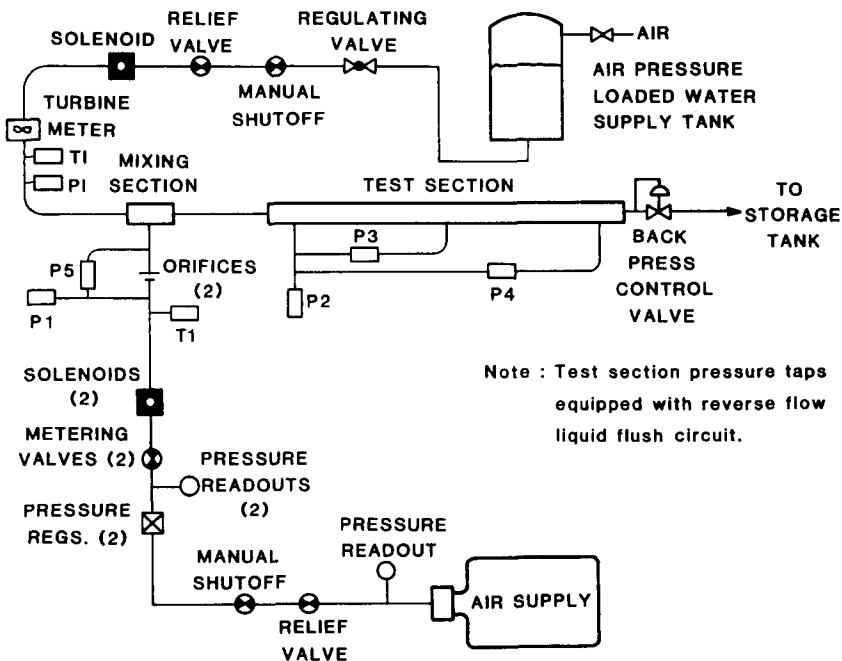 SOLENOID
RELIEF
VALVE
REGULATING
VALVE
AIR
MANUAL
SHUTOFF
AIR PRESSURE
LOADED WATER
SUPPLY TANK
TURBINE
METER
TI
PI
MIXING
SECTION
TEST SECTION
TO
STORAGE
TANK
P3
BACK
PRESS
CONTROL
VALVE
P5
ORIFICES
(2)
P4
P2
P1
T1
SOLENOIDS
(2)
Note : Test section pressure taps
equipped with reverse flow
liquid flush circuit.
METERING
VALVES (2)
PRESSURE
READOUTS
(2)
PRESSURE
REGS. (2)
PRESSURE
READOUT
MANUAL
SHUTOFF
AIR SUPPLY
RELIEF
VALVE